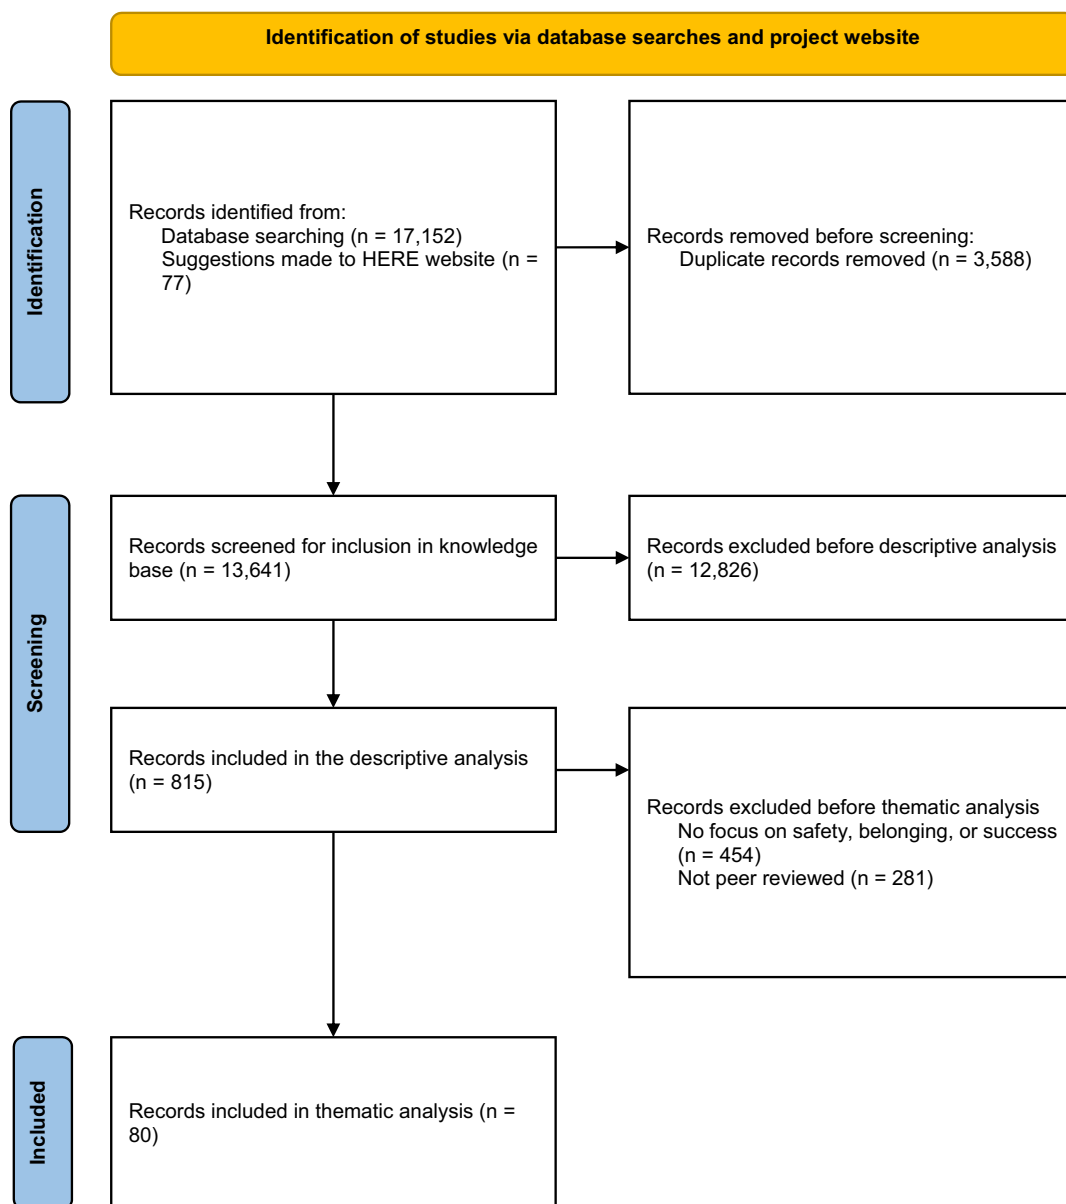 Identification of studies via database searches and project website
Identification
Records identified from:
Database searching (n = 17,152)
Suggestions made to HERE website (n =
77)
Records removed before screening:
Duplicate records removed (n = 3,588)
Screening
Records screened for inclusion in knowledge
base (n = 13,641)
Records excluded before descriptive analysis
(n = 12,826)
Records included in the descriptive analysis
(n = 815)
Records excluded before thematic analysis
No focus on safety, belonging, or success
(n = 454)
Not peer reviewed (n = 281)
Included
Records included in thematic analysis (n =
80)